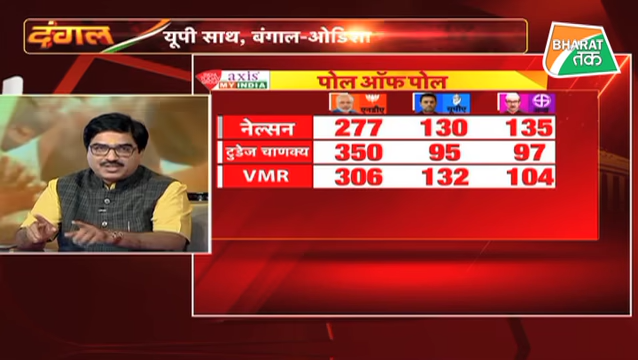 दंगल
यूपी साथ, बंगाल-ओडिसा
BHARAT
तक
axis
MY INDIA
पोल ऑफ पोल
एनडीए यूपीए
नेल्सन 277 130 135
टुडेज चाणक्य 350 95 97
VMR 306 132 104